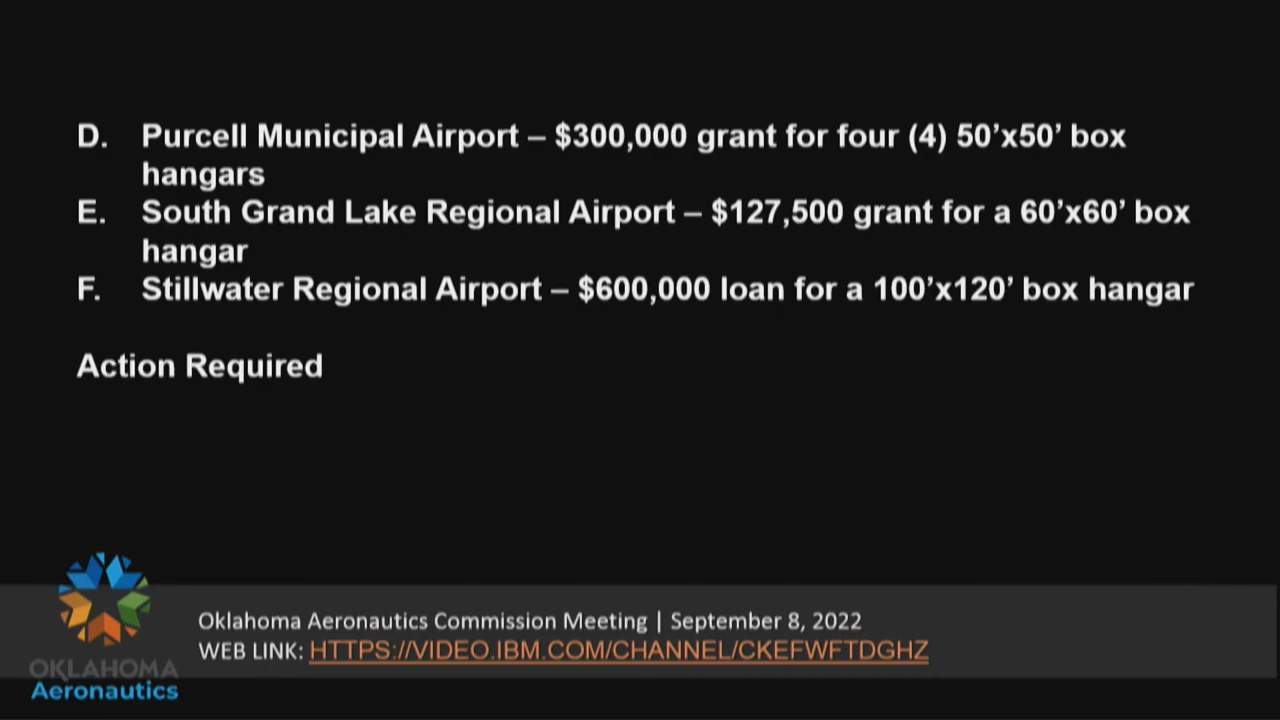 D. Purcell Municipal Airport – $300,000 grant for four (4) 50’x50’ box
hangars
E. South Grand Lake Regional Airport – $127,500 grant for a 60’x60’ box
hangar
F. Stillwater Regional Airport – $600,000 loan for a 100’x120’ box hangar
Action Required
Oklahoma Aeronautics Commission Meeting | September 8, 2022
WEB LINK: HTTPS://VIDEO.IBM.COM/CHANNEL/CKEFWFTDGHZ
OKLAHOMA
Aeronautics